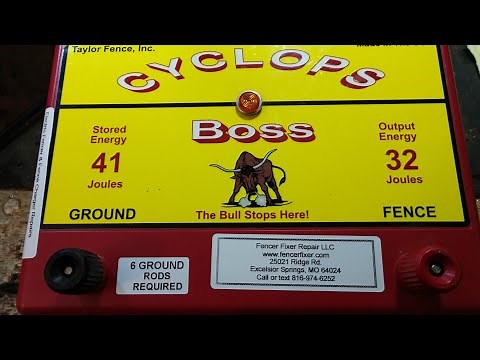 Taylor Fence, Inc.
CYCLOPS
Stored
Energy
41
Joules
Boss
Output
Energy
32
Joules
GROUND
The Bull Stops Here!
FENCE
6 GROUND
RODS
REQUIRED
Fencer Fixer Repair LLC
www.fencerfixer.com
25021 Ridge Rd.
Excelsior Springs, MO 64024
Call or text 816-974-6252